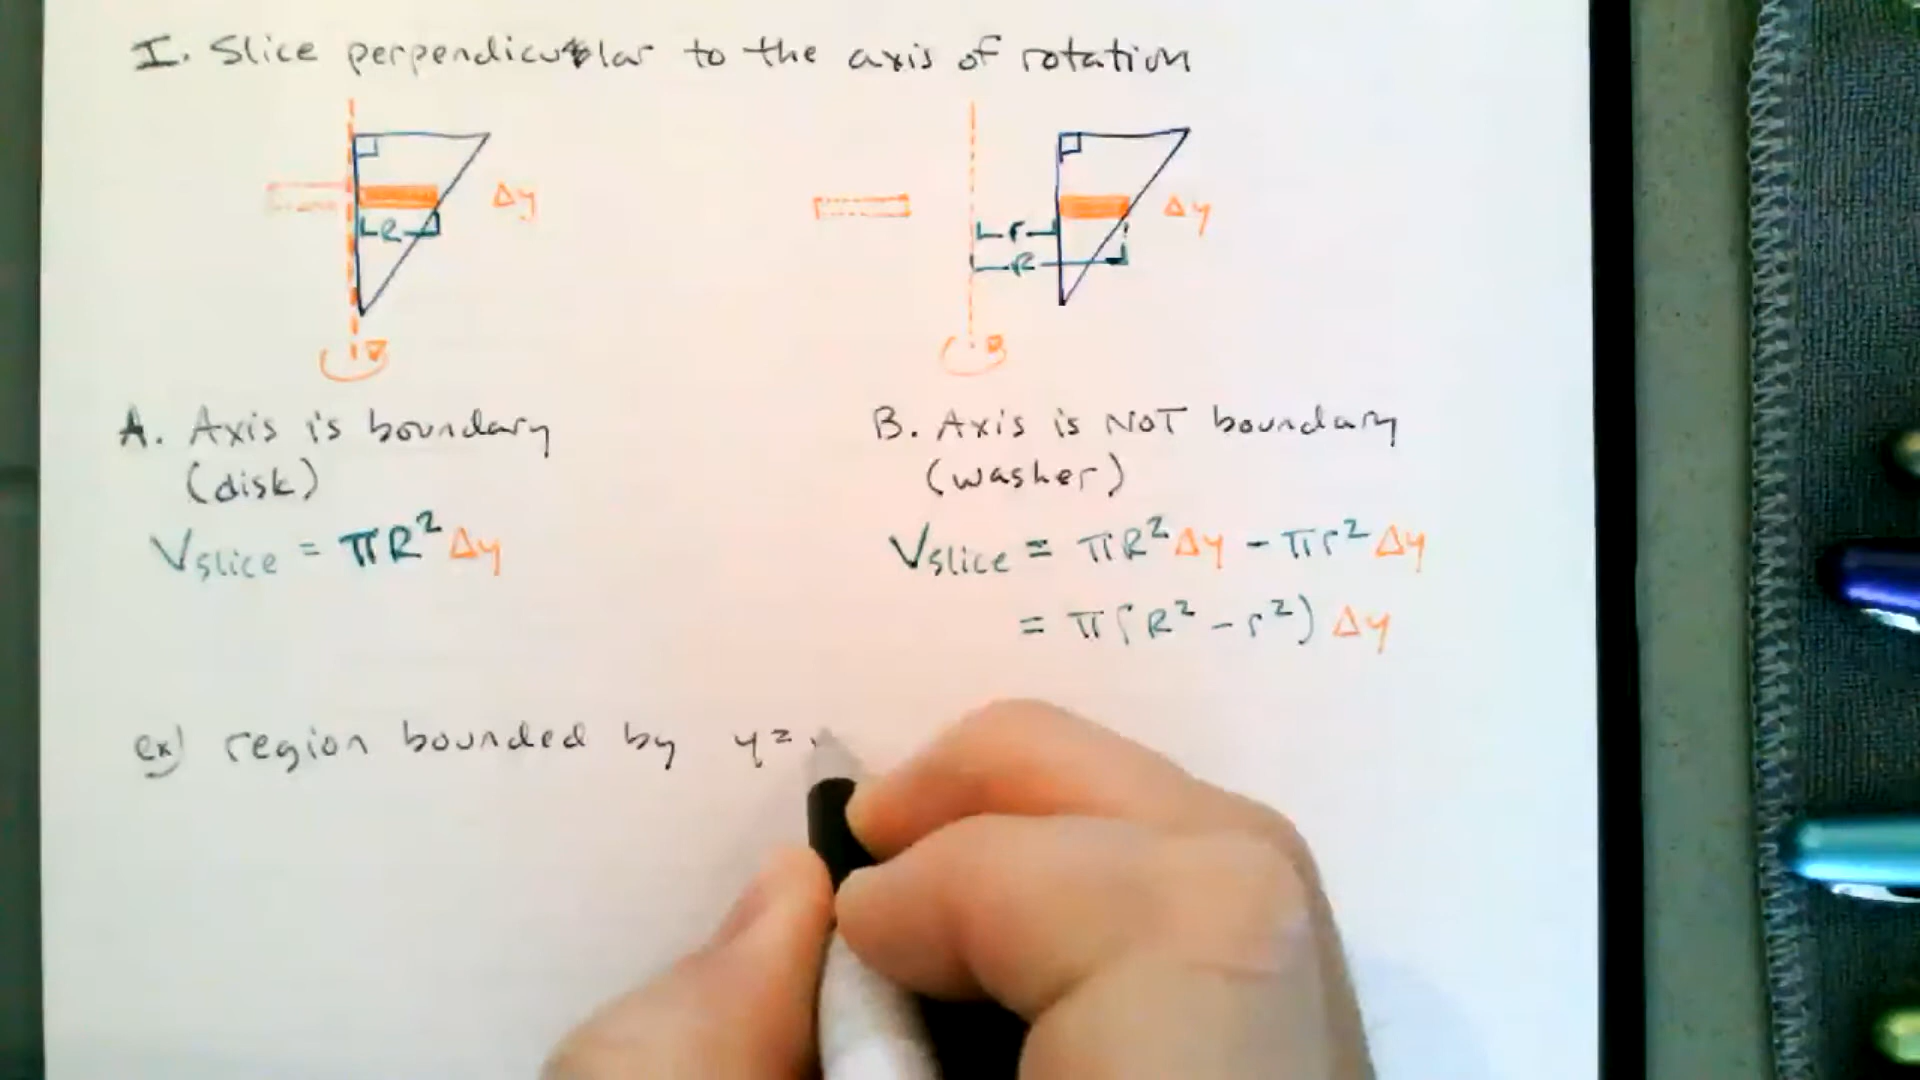 I. Slice perpendicular to the axis of rotation
Δy
R
Δy
r
R
A. Axis is boundary
(disk)
Vslice = πR²Δy
B. Axis is NOT boundary
(washer)
Vslice = πR²Δy - πr²Δy
= π(R² - r²) Δy
ex) region bounded by y=